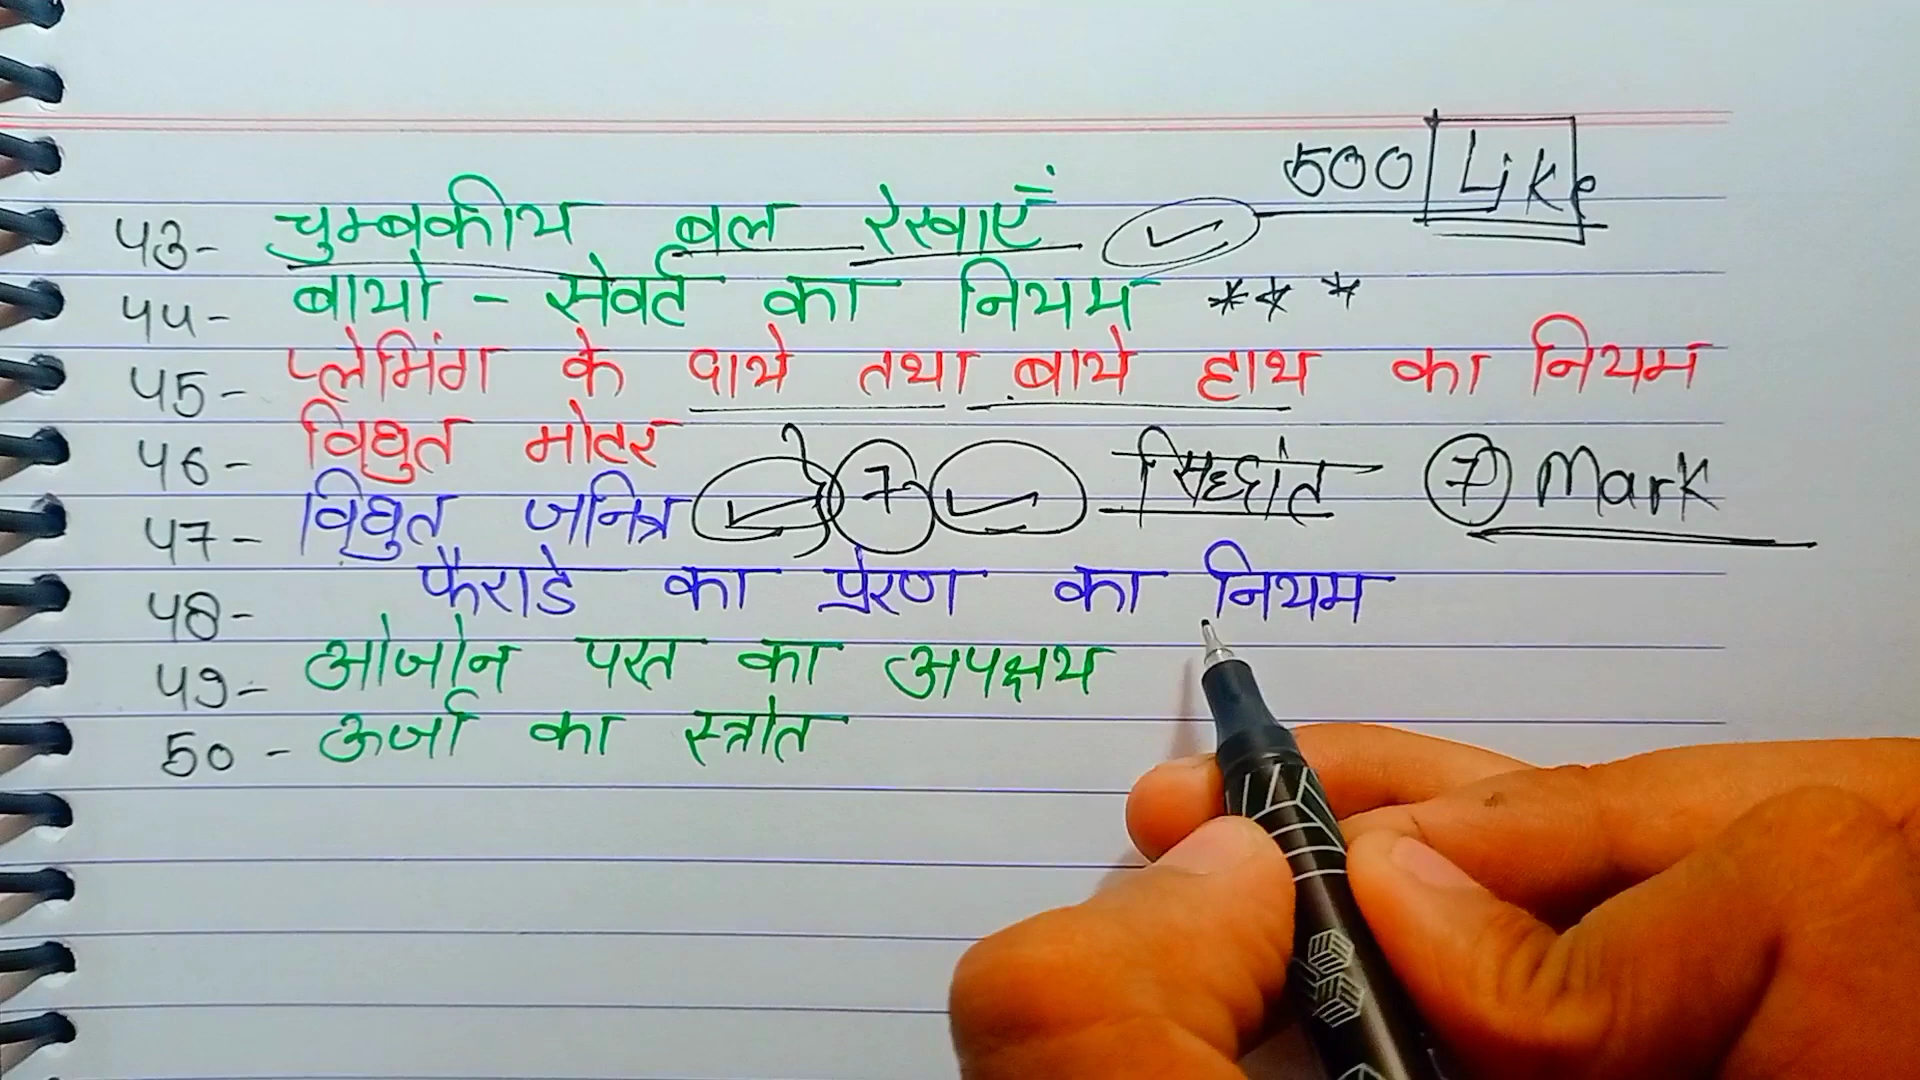 500 Like
43- चुम्बकीय बल रेखाएँ
44- बायो - सेवर्ट का नियम ***
45- प्लेमिंग के दाये तथा बाये हाथ का नियम
46- विधुत मोटर
47- विधुत जनित्र 7 सिद्धांत 7 Mark
48- फैराडे का प्रेरण का नियम
49- ओजोन परत का अपक्षय
50- ऊर्जा का स्त्रोत